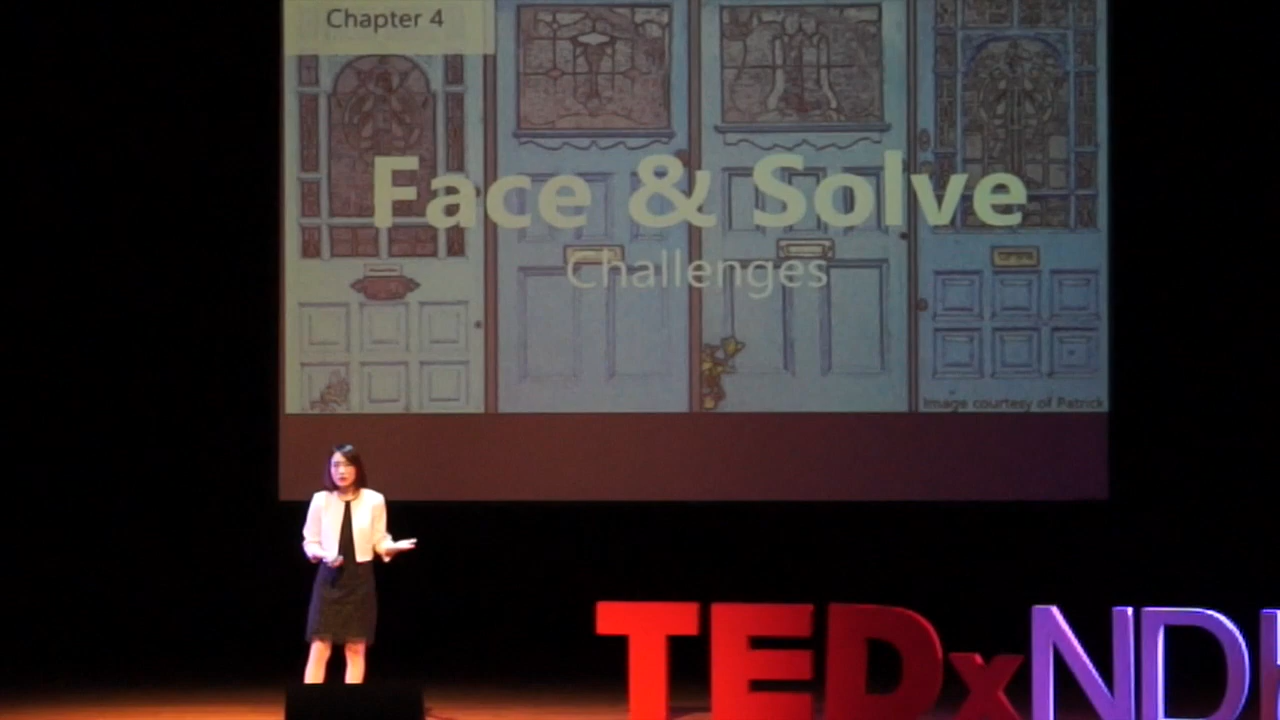 Chapter 4
Face & Solve
Challenges
Image courtesy of Patrick
TEDxND